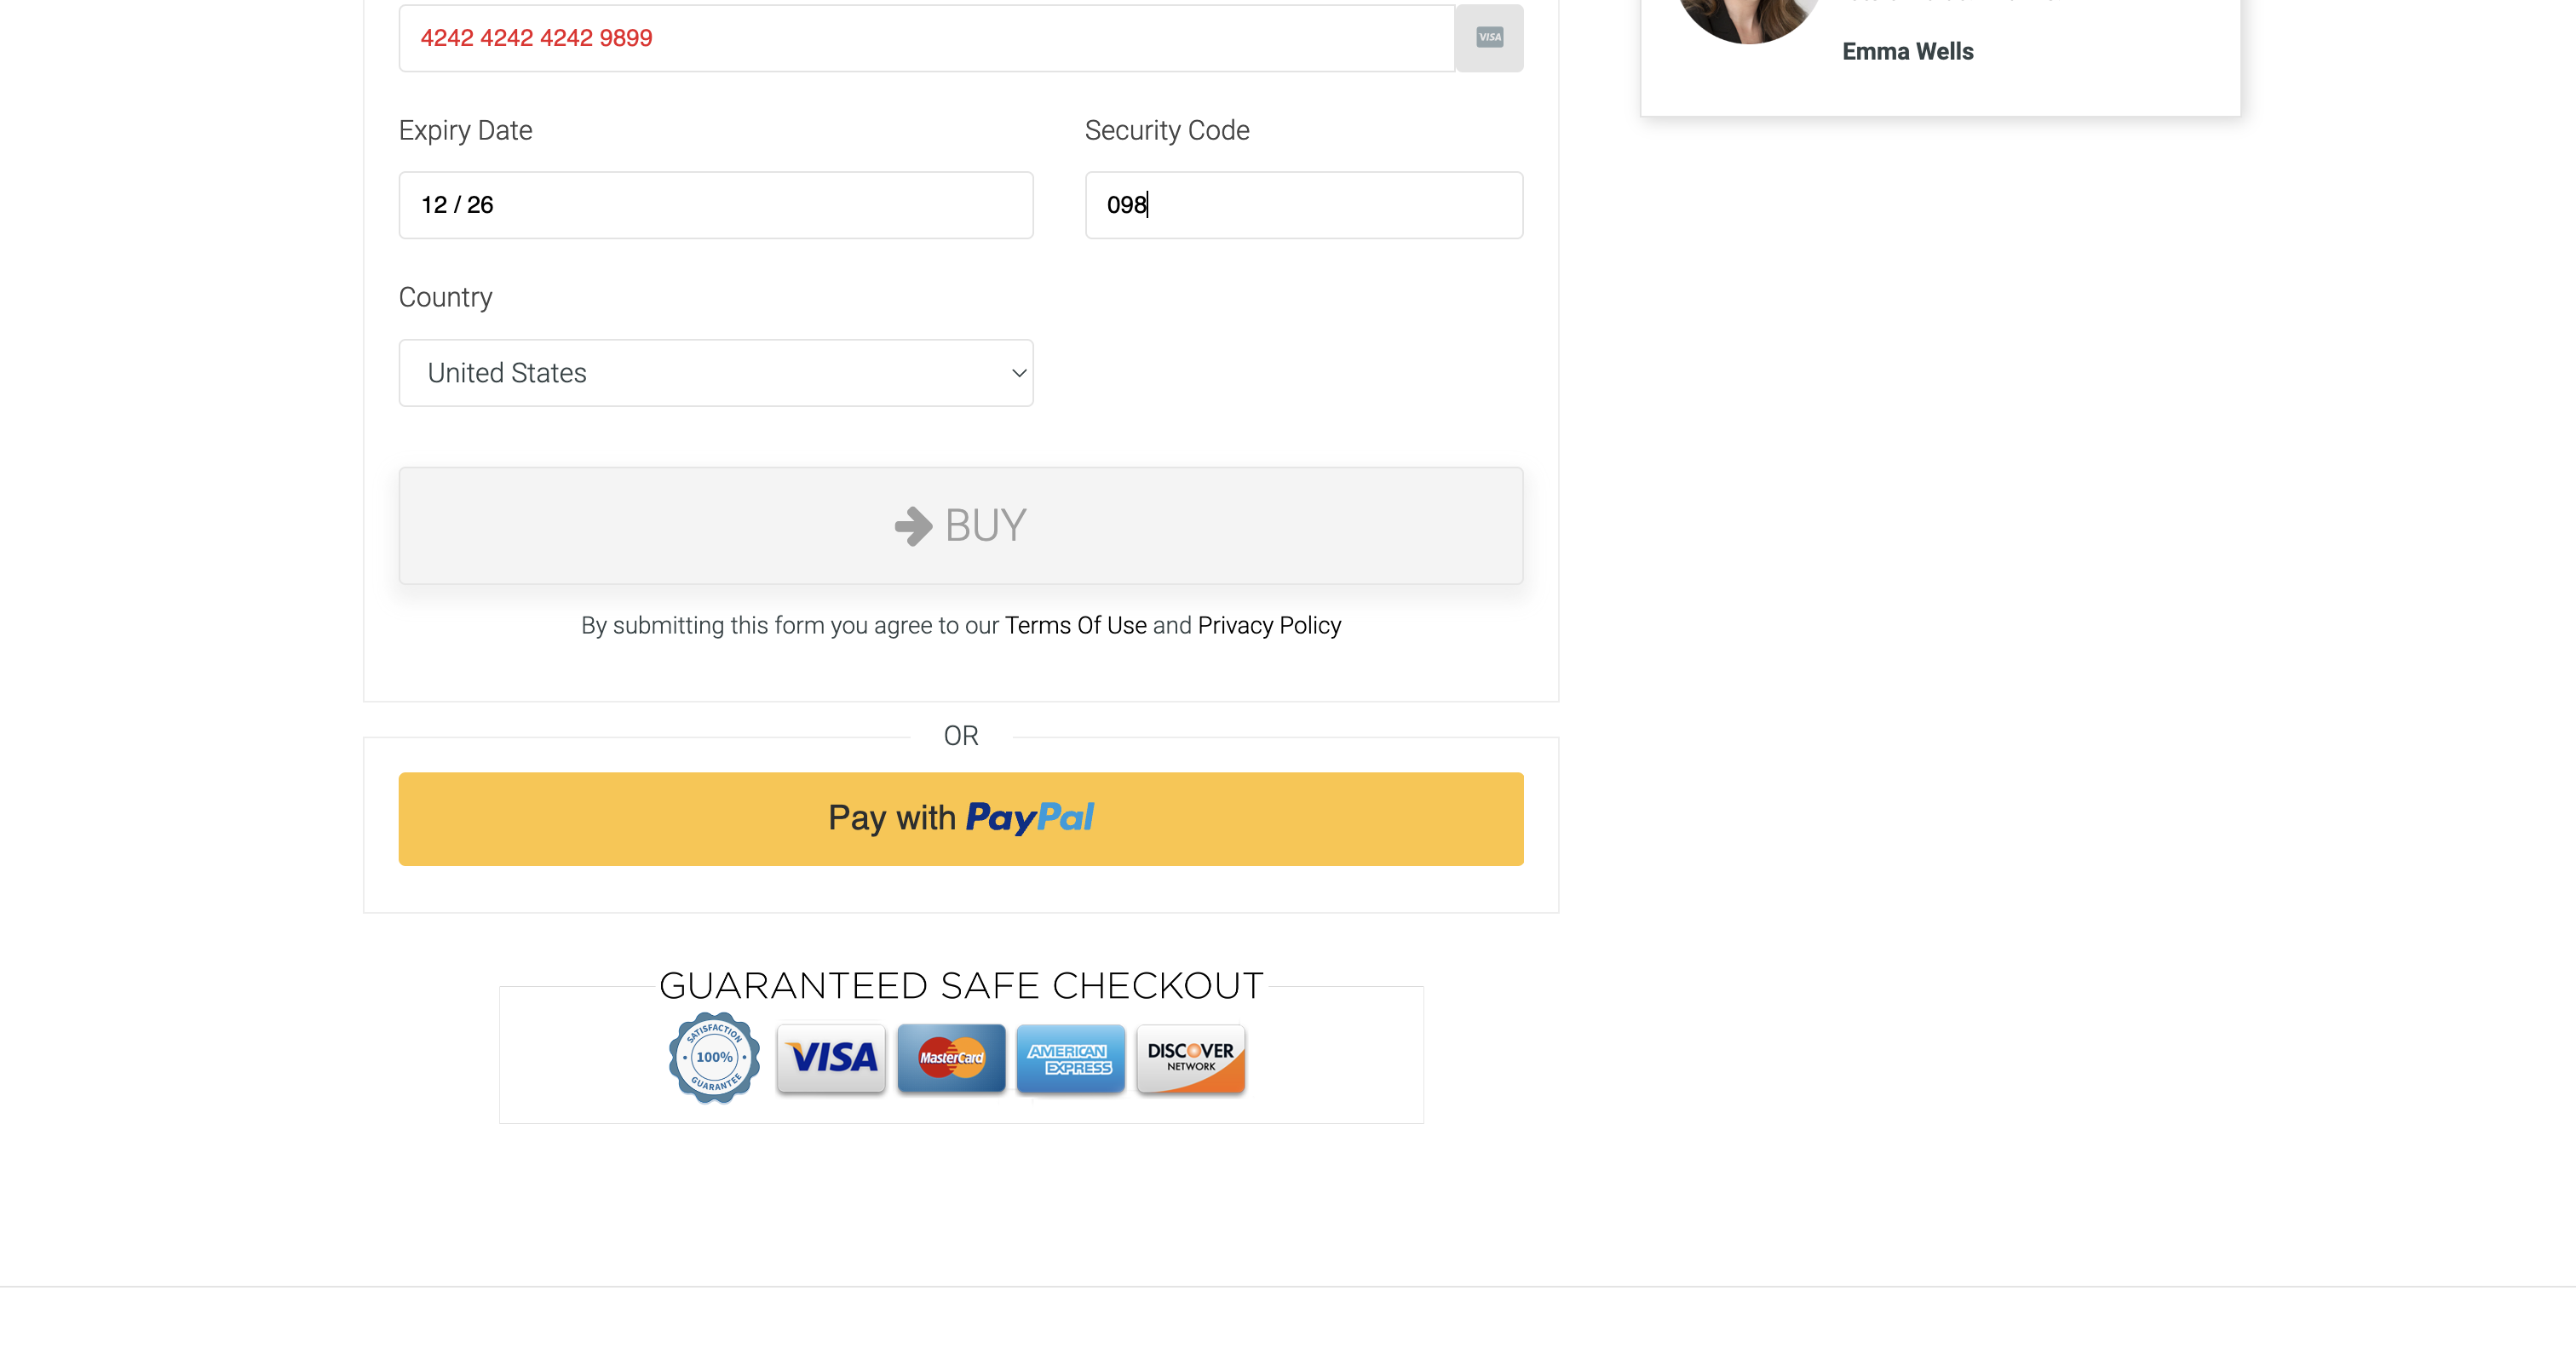 4242 4242 4242 9899
VISA
Emma Wells
Expiry Date
Security Code
12 / 26
098
Country
United States
BUY
By submitting this form you agree to our Terms Of Use and Privacy Policy
OR
Pay with PayPal
GUARANTEED SAFE CHECKOUT
SATISFACTION
100%
GUARANTEE
VISA
MasterCard
AMERICAN
EXPRESS
DISCOVER
NETWORK